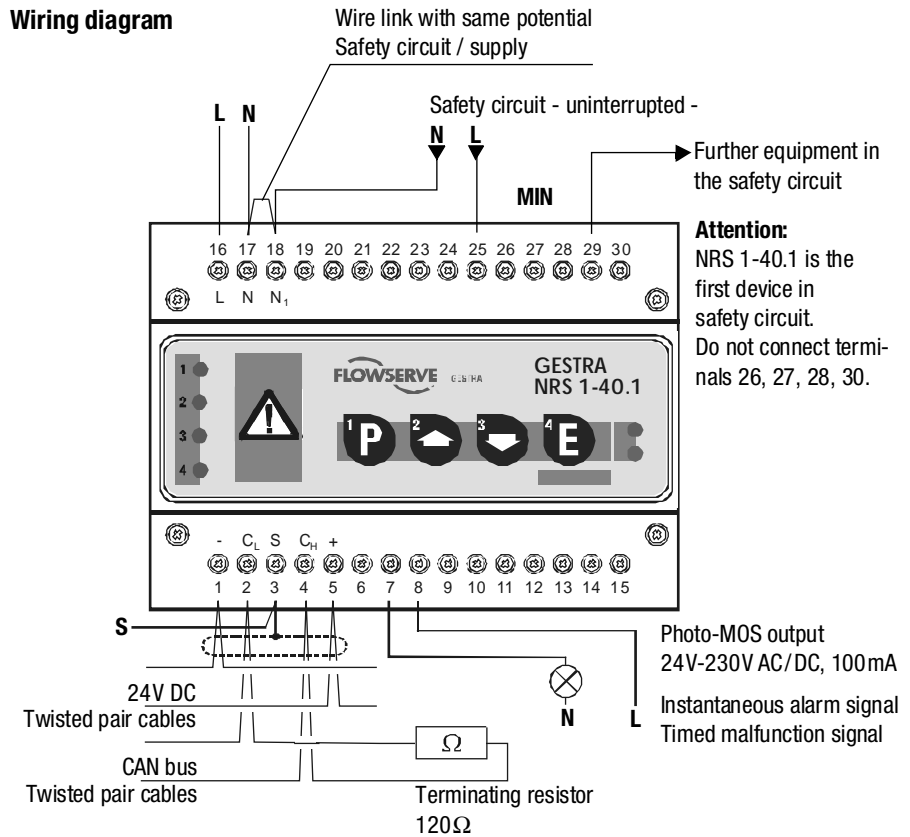 Wiring diagram
Wire link with same potential
Safety circuit / supply
L N
Safety circuit - uninterrupted -
N L
Further equipment in
the safety circuit
MIN
Attention:
NRS 1-40.1 is the
first device in
safety circuit.
Do not connect termi-
nals 26, 27, 28, 30.
16 17 18 19 20 21 22 23 24 25 26 27 28 29 30
L N N1
FLOWSERVE GESTRA
GESTRA
NRS 1-40.1
1
2
3
4
1 P 2 3 4 E
- CL S CH +
1 2 3 4 5 6 7 8 9 10 11 12 13 14 15
S
24V DC
Twisted pair cables
CAN bus
Twisted pair cables
Ω
Terminating resistor
120Ω
N
L
Photo-MOS output
24V-230V AC/DC, 100mA
Instantaneous alarm signal
Timed malfunction signal